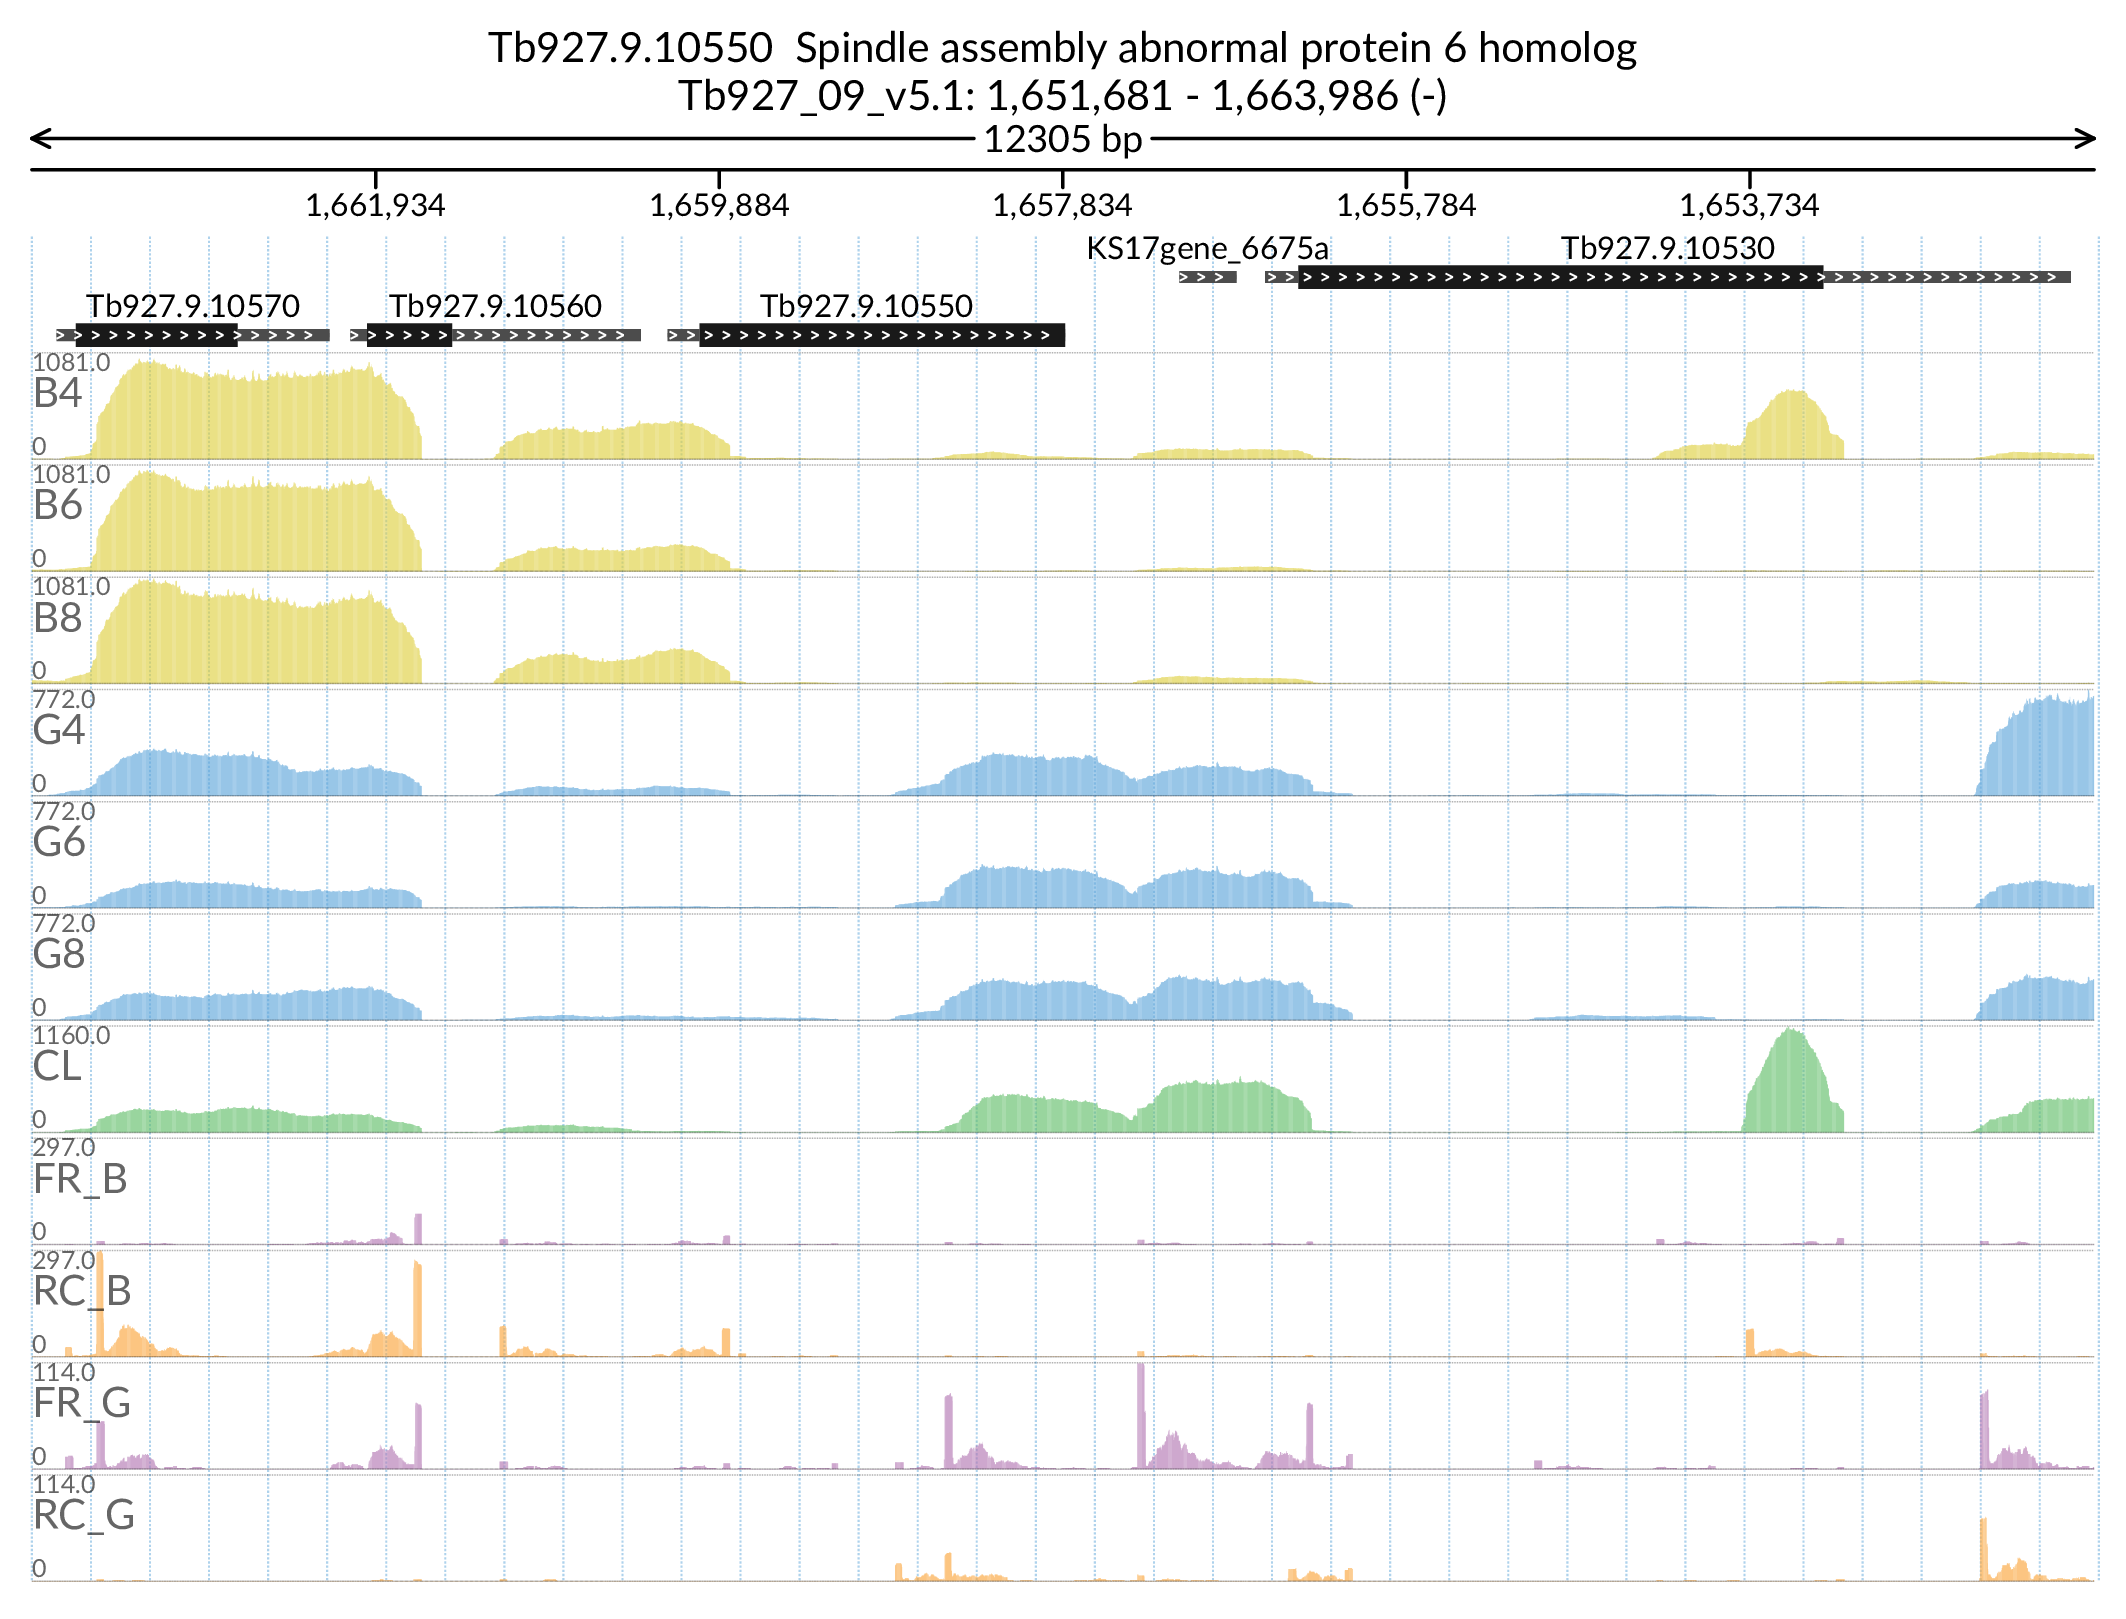 Tb927.9.10550  Spindle assembly abnormal protein 6 homolog
Tb927_09_v5.1: 1,651,681 - 1,663,986 (-)
12305 bp
1,661,934 1,659,884 1,657,834 1,655,784 1,653,734
KS17gene_6675a Tb927.9.10530
Tb927.9.10570 Tb927.9.10560 Tb927.9.10550
1081.0
B4
0
1081.0
B6
0
1081.0
B8
0
772.0
G4
0
772.0
G6
0
772.0
G8
0
1160.0
CL
0
297.0
FR_B
0
297.0
RC_B
0
114.0
FR_G
0
114.0
RC_G
0